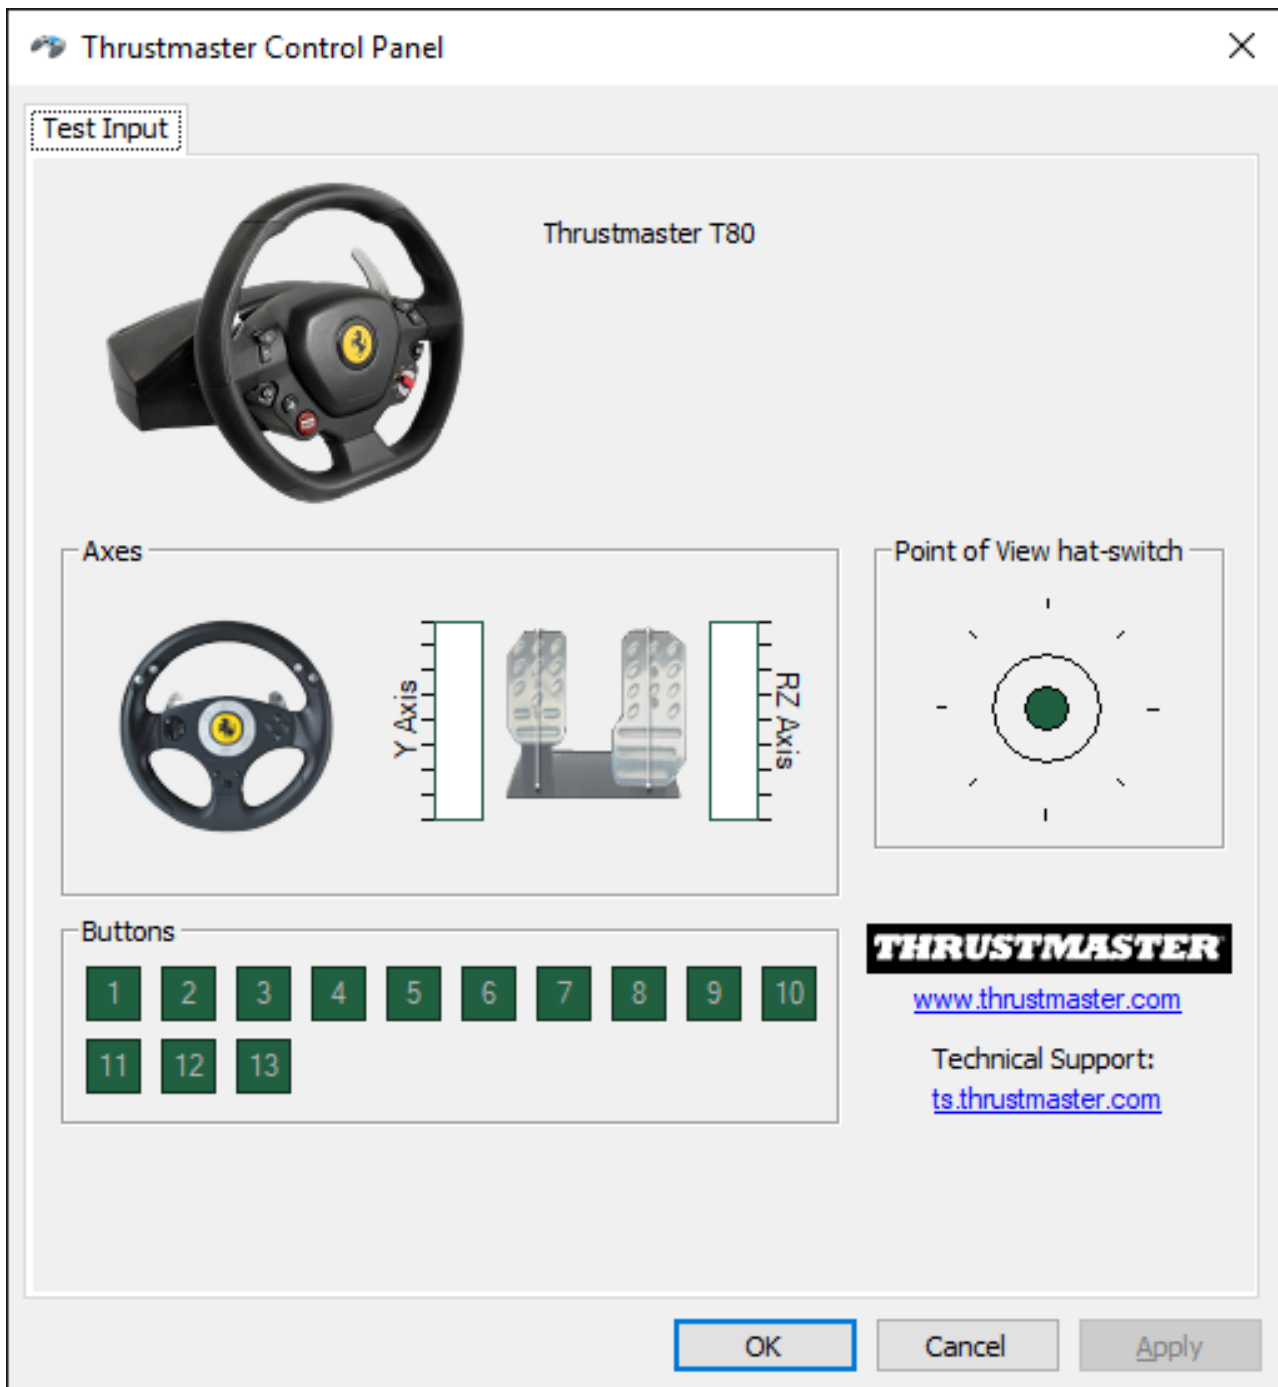 Thrustmaster Control Panel
Test Input
Thrustmaster T80
Axes
Y Axis
RZ Axis
Point of View hat-switch
Buttons
1 2 3 4 5 6 7 8 9 10
11 12 13
THRUSTMASTER
www.thrustmaster.com
Technical Support:
ts.thrustmaster.com
OK Cancel Apply